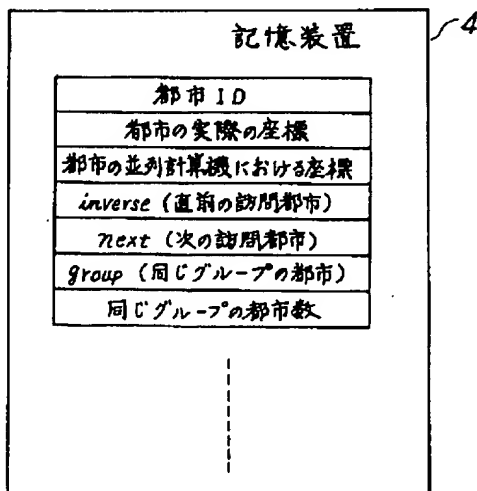 記憶装置
4
都市ID
都市の実際の座標
都市の並列計算機における座標
inverse (直前の訪問都市)
next (次の訪問都市)
group (同じグループの都市)
同じグループの都市数